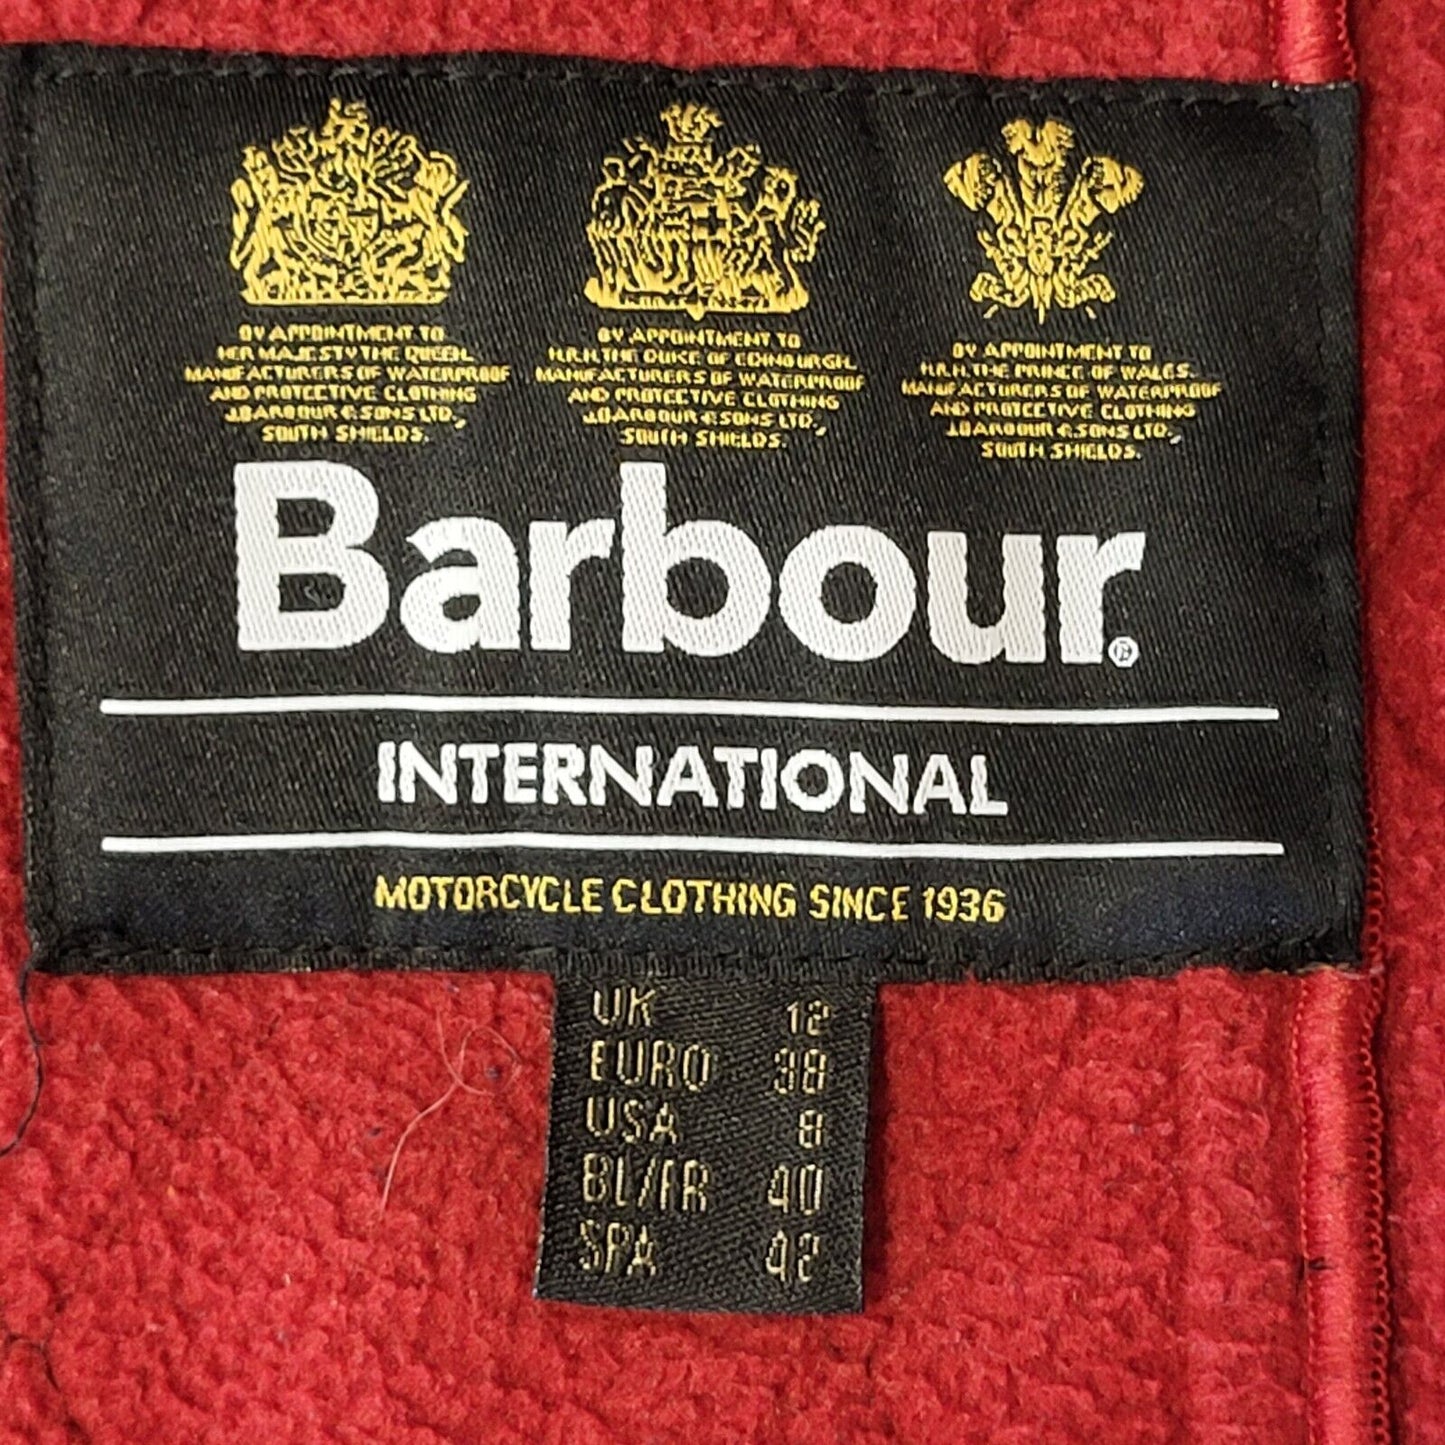 BY APPOINTMENT TO
HER MAJESTY THE QUEEN.
MANUFACTURERS OF WATERPROOF
AND PROTECTIVE CLOTHING
J.BARBOUR & SONS LTD.,
SOUTH SHIELDS.
BY APPOINTMENT TO
H.R.H. THE DUKE OF EDINBURGH.
MANUFACTURERS OF WATERPROOF
AND PROTECTIVE CLOTHING
J.BARBOUR & SONS LTD.,
SOUTH SHIELDS.
BY APPOINTMENT TO
H.R.H. THE PRINCE OF WALES.
MANUFACTURERS OF WATERPROOF
AND PROTECTIVE CLOTHING
J.BARBOUR & SONS LTD.,
SOUTH SHIELDS.
Barbour®
INTERNATIONAL
MOTORCYCLE CLOTHING SINCE 1936
UK 12
EURO 38
USA 8
BL/FR 40
SPA 42